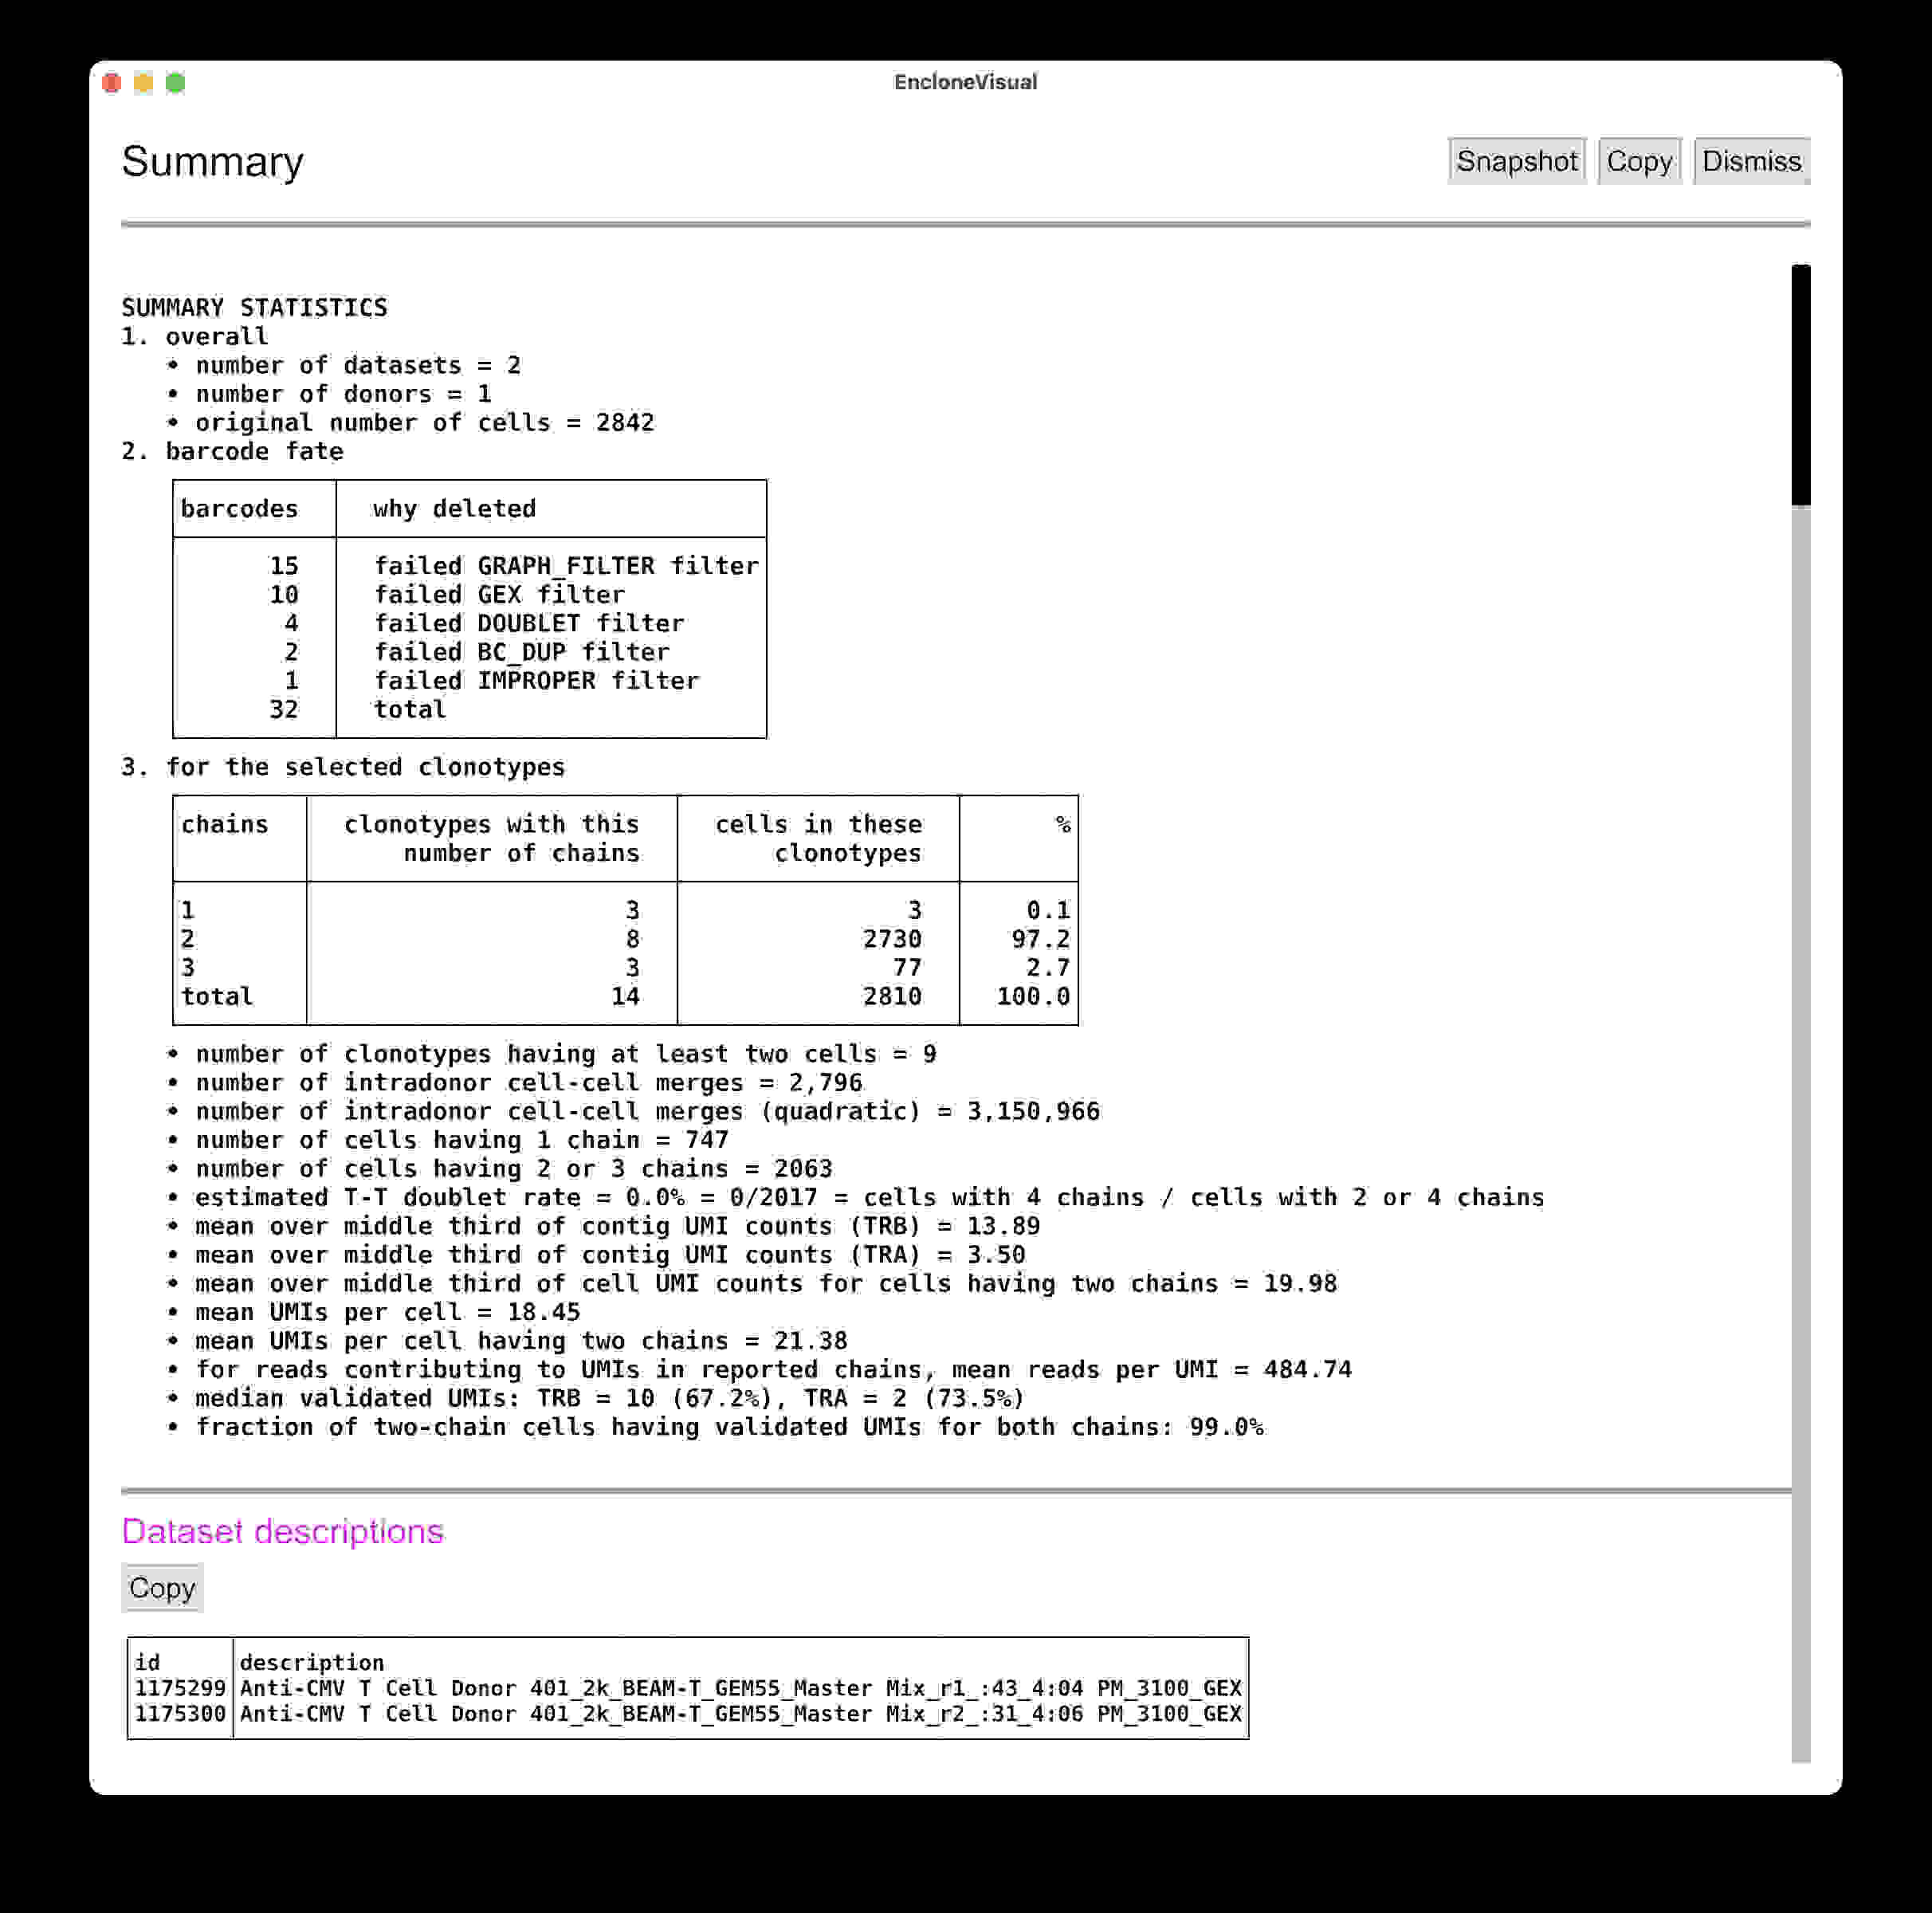 EncloneVisual
Summary
Snapshot Copy Dismiss
SUMMARY STATISTICS
1. overall
• number of datasets = 2
• number of donors = 1
• original number of cells = 2842
2. barcode fate
barcodes why deleted
15 failed GRAPH_FILTER filter
10 failed GEX filter
4 failed DOUBLET filter
2 failed BC_DUP filter
1 failed IMPROPER filter
32 total
3. for the selected clonotypes
chains clonotypes with this cells in these %
number of chains clonotypes
1 3 3 0.1
2 8 2730 97.2
3 3 77 2.7
total 14 2810 100.0
• number of clonotypes having at least two cells = 9
• number of intradonor cell-cell merges = 2,796
• number of intradonor cell-cell merges (quadratic) = 3,150,966
• number of cells having 1 chain = 747
• number of cells having 2 or 3 chains = 2063
• estimated T-T doublet rate = 0.0% = 0/2017 = cells with 4 chains / cells with 2 or 4 chains
• mean over middle third of contig UMI counts (TRB) = 13.89
• mean over middle third of contig UMI counts (TRA) = 3.50
• mean over middle third of cell UMI counts for cells having two chains = 19.98
• mean UMIs per cell = 18.45
• mean UMIs per cell having two chains = 21.38
• for reads contributing to UMIs in reported chains, mean reads per UMI = 484.74
• median validated UMIs: TRB = 10 (67.2%), TRA = 2 (73.5%)
• fraction of two-chain cells having validated UMIs for both chains: 99.0%
Dataset descriptions
Copy
id description
1175299 Anti-CMV T Cell Donor 401_2k_BEAM-T_GEM55_Master Mix_r1_:43_4:04 PM_3100_GEX
1175300 Anti-CMV T Cell Donor 401_2k_BEAM-T_GEM55_Master Mix_r2_:31_4:06 PM_3100_GEX